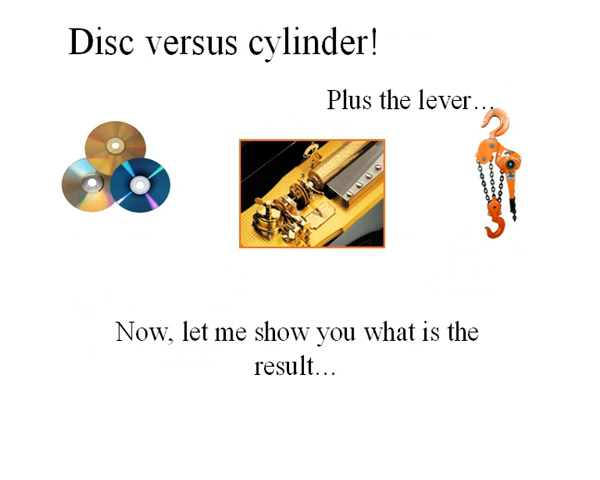 Disc versus cylinder!
Plus the lever...
Now, let me show you what is the
result...